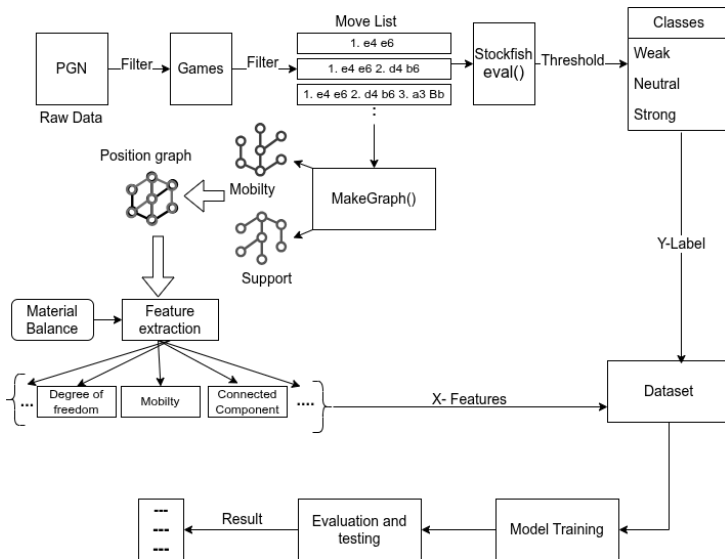 Move List
Classes
1. e4 e6
PGN
Filter
Games
Filter
1. e4 e6 2. d4 b6
Stockfish
eval()
Threshold
Weak
Neutral
Strong
1. e4 e6 2. d4 b6 3. a3 Bb
Raw Data
Position graph
Mobilty
MakeGraph()
Support
Y-Label
Material
Balance
Feature
extraction
...
Degree of
freedom
Mobilty
Connected
Component
....
X- Features
Dataset
---
---
---
Result
Evaluation and
testing
Model Training